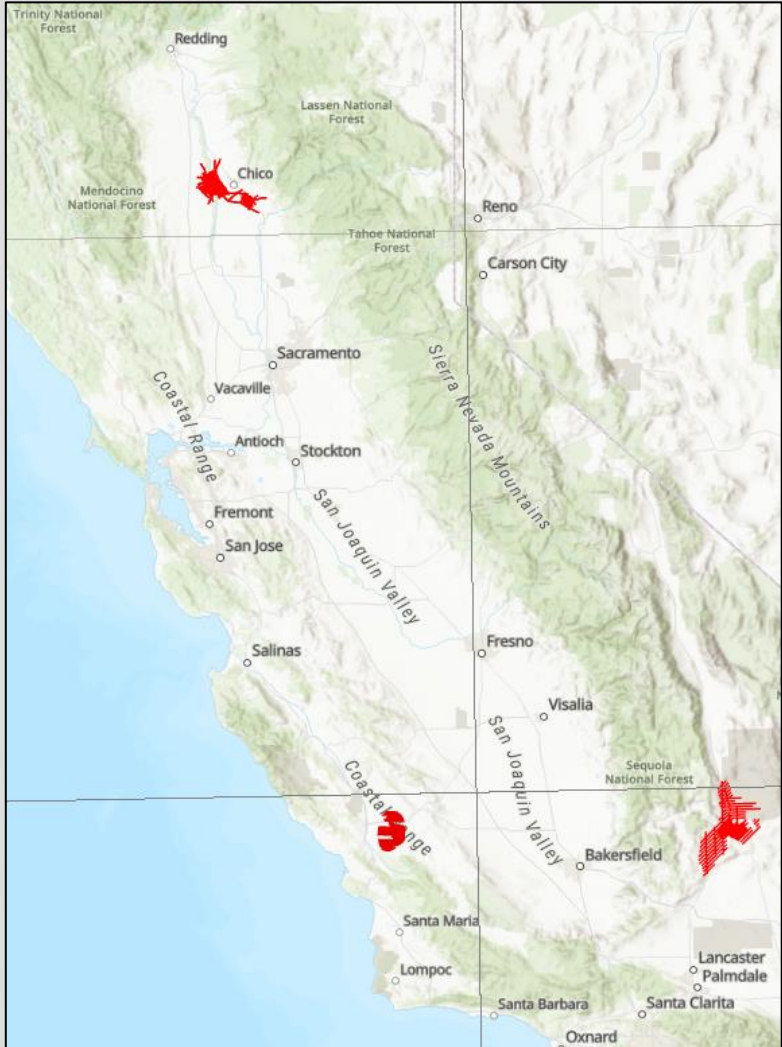 Trinity National
Forest
Redding
Lassen National
Forest
Chico
Mendocino
National Forest
Reno
Tahoe National
Forest
Carson City
Sacramento
Sierra Nevada Mountains
Coastal Range
Vacaville
Antioch
Stockton
San Joaquin Valley
Fremont
San Jose
Fresno
Salinas
Visalia
San Joaquin Valley
Sequoia
National Forest
Coastal Range
Bakersfield
Santa Maria
Lancaster
Palmdale
Lompoc
Santa Barbara
Santa Clarita
Oxnard